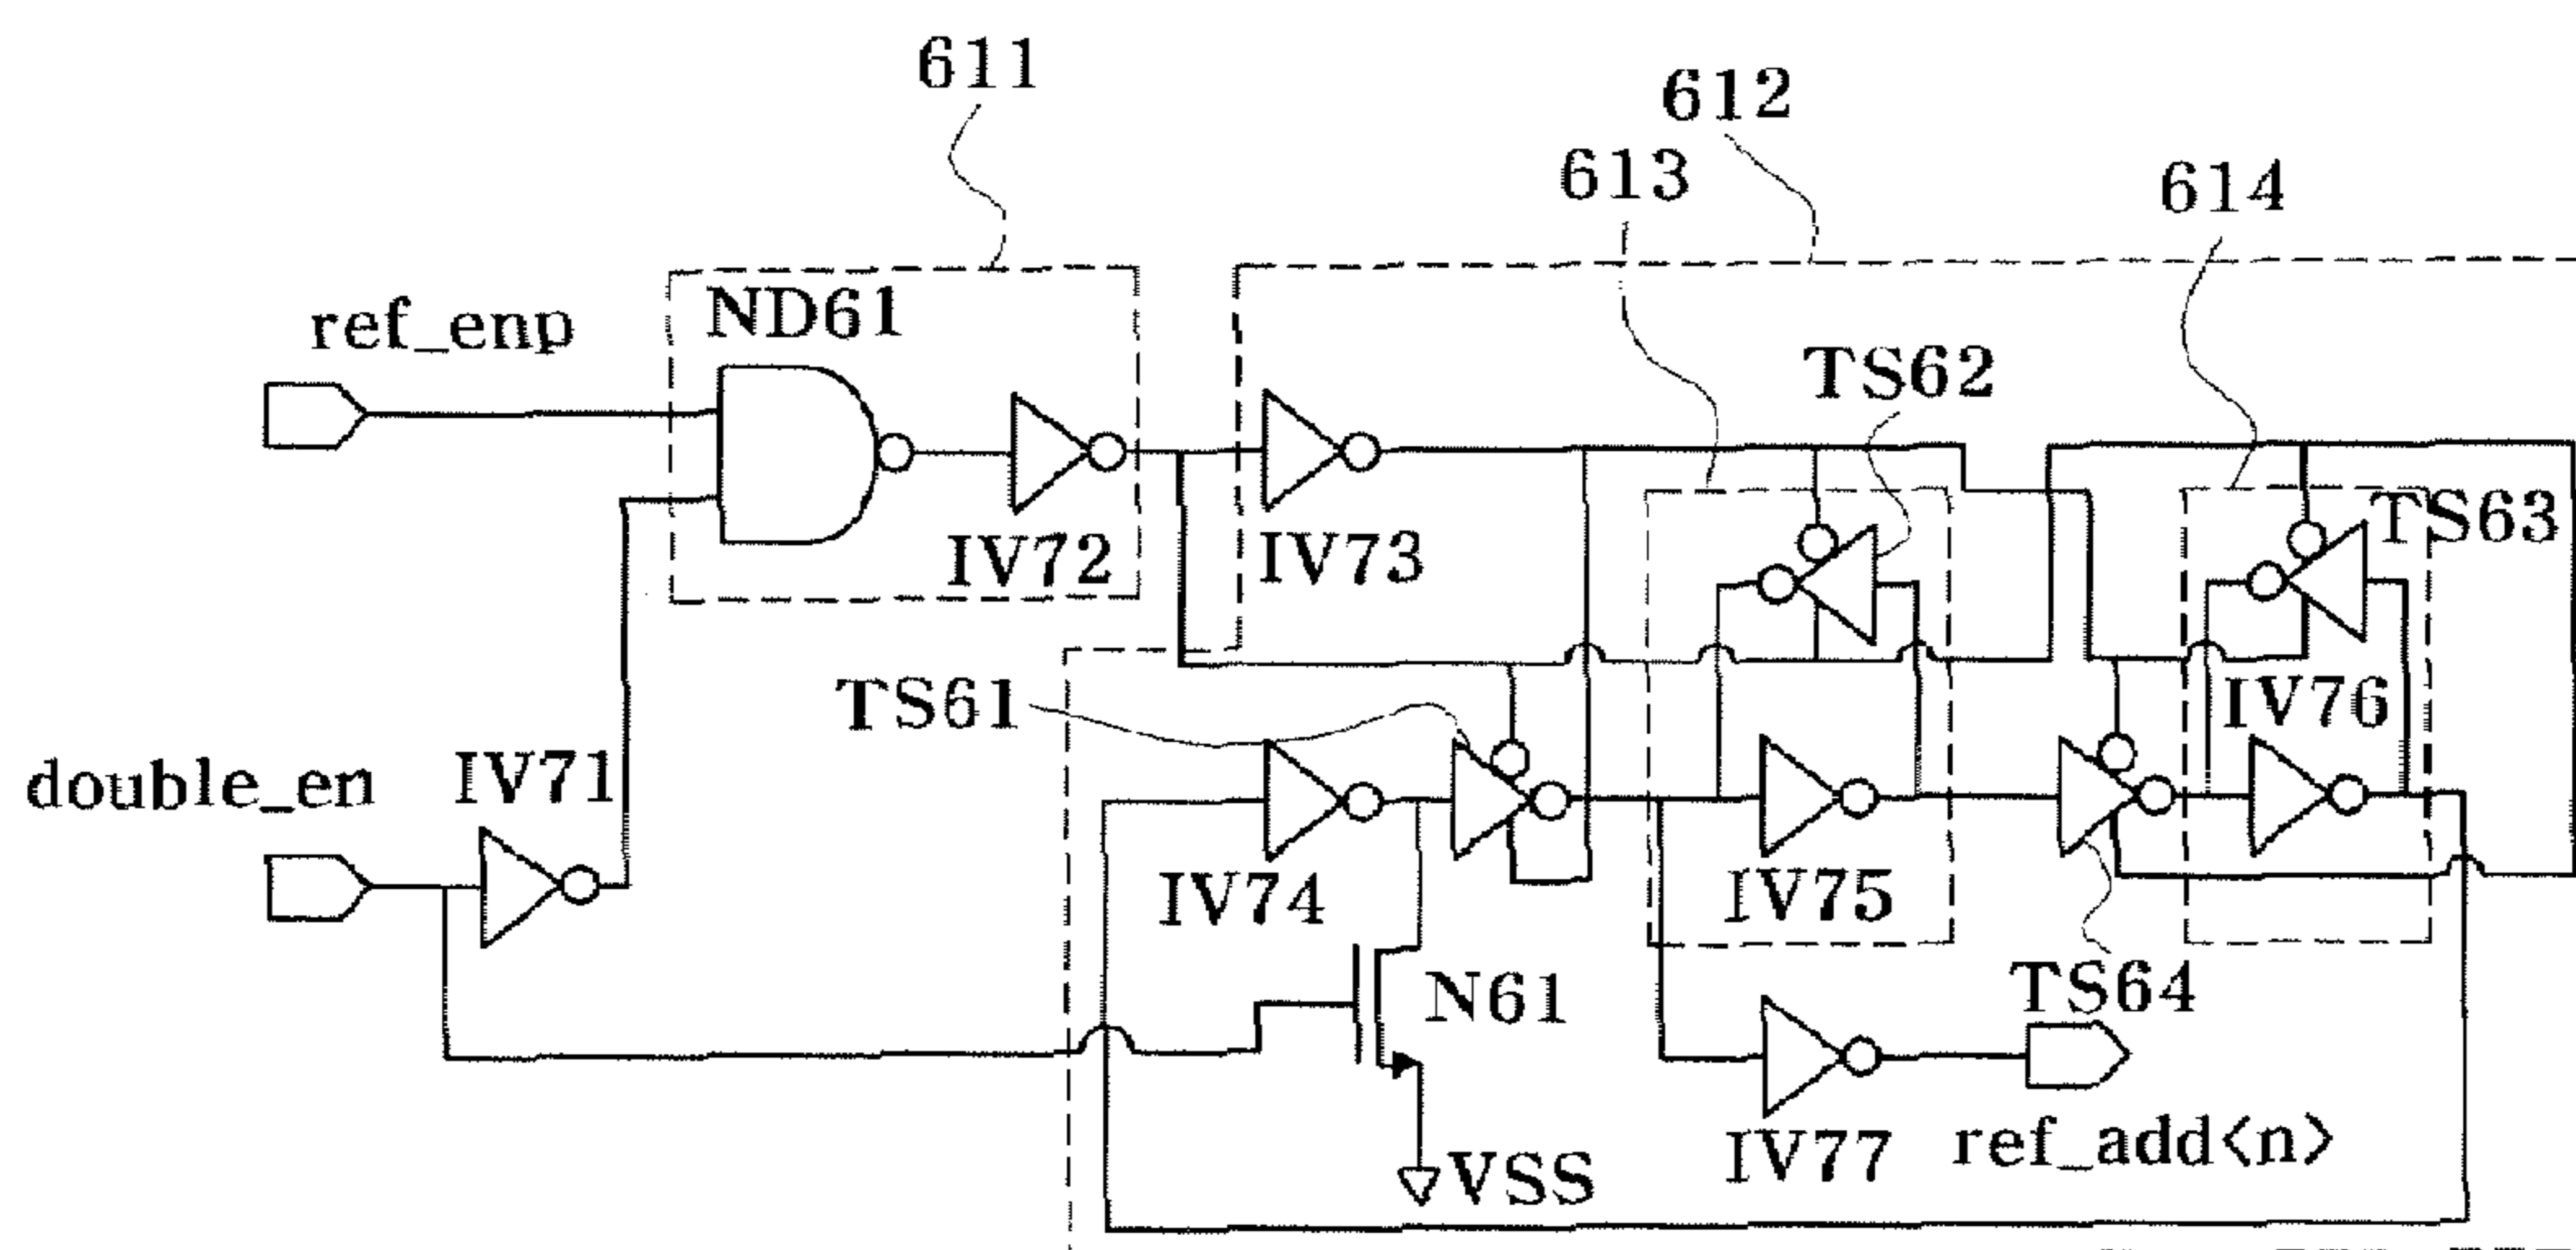 611
612
613
614
ND61
ref_enp
TS62
TS63
IV72
IV73
TS61
IV76
double_en
IV71
IV74
IV75
N61
TS64
IV77
ref_add<n>
VSS